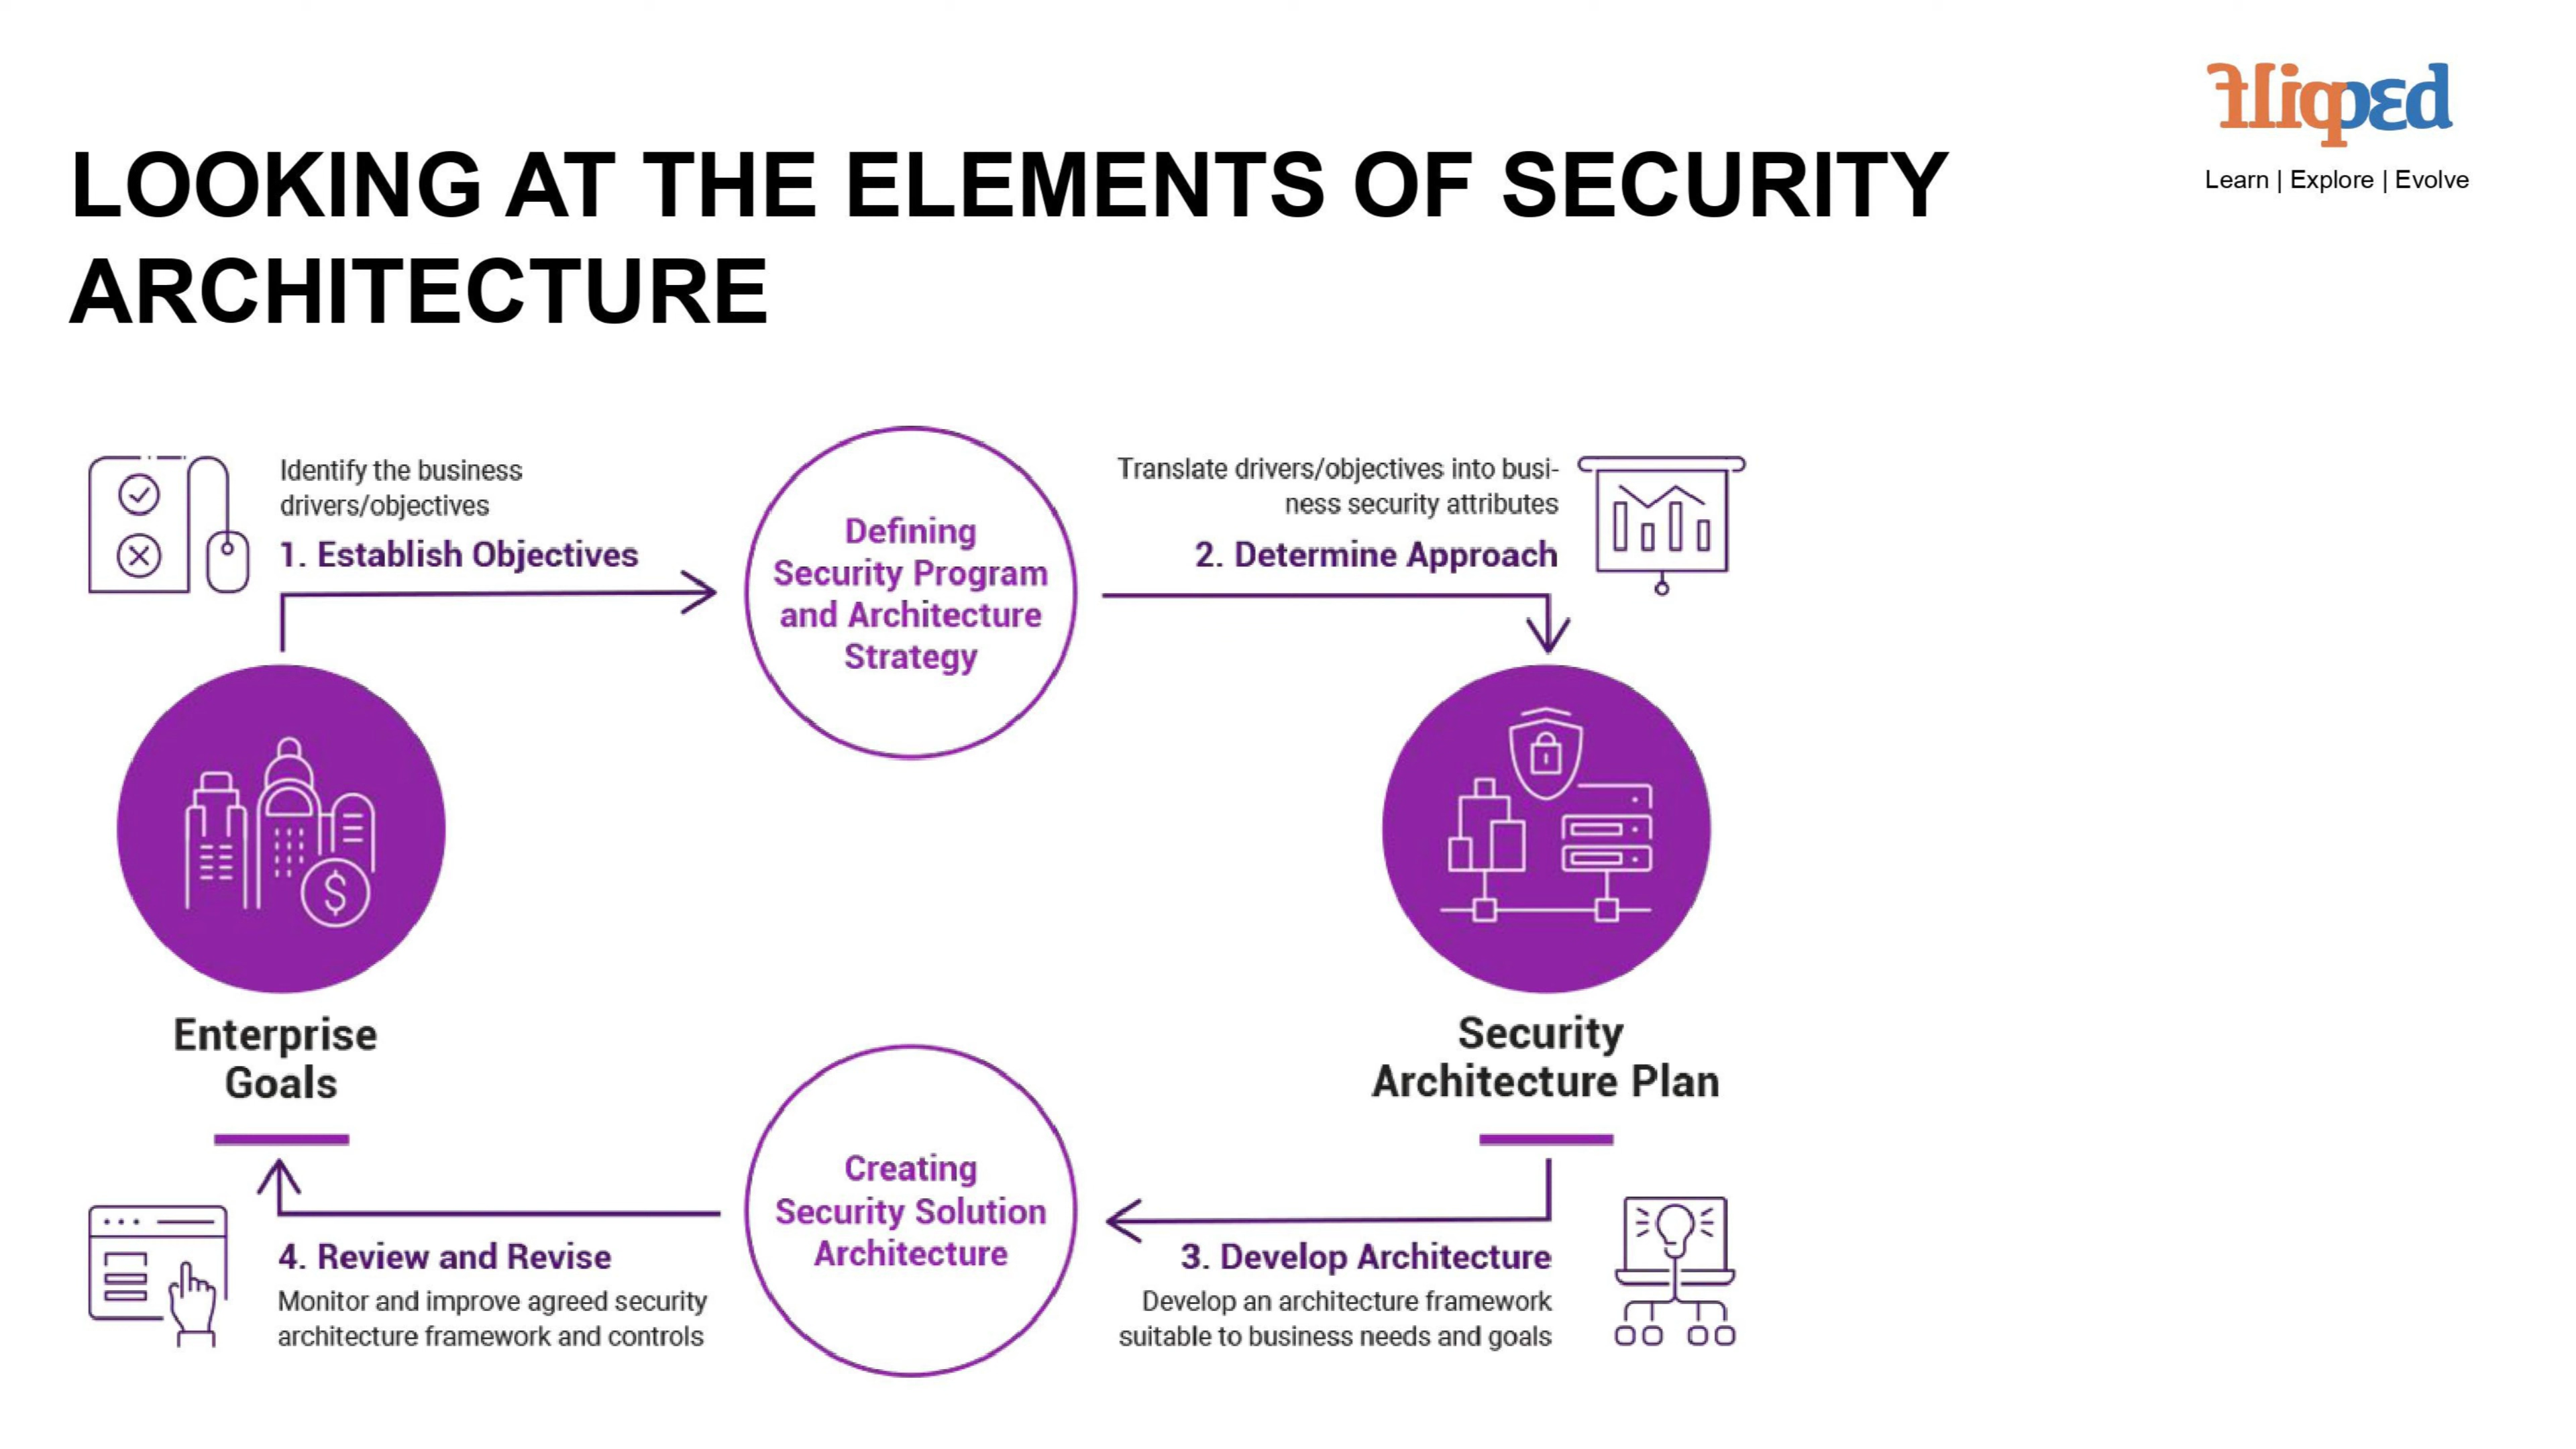 flipped
Learn | Explore | Evolve
LOOKING AT THE ELEMENTS OF SECURITY
ARCHITECTURE
Identify the business
drivers/objectives
1. Establish Objectives
Defining
Security Program
and Architecture
Strategy
Translate drivers/objectives into busi-
ness security attributes
2. Determine Approach
$
Enterprise
Goals
Security
Architecture Plan
Creating
Security Solution
Architecture
3. Develop Architecture
Develop an architecture framework
suitable to business needs and goals
4. Review and Revise
Monitor and improve agreed security
architecture framework and controls